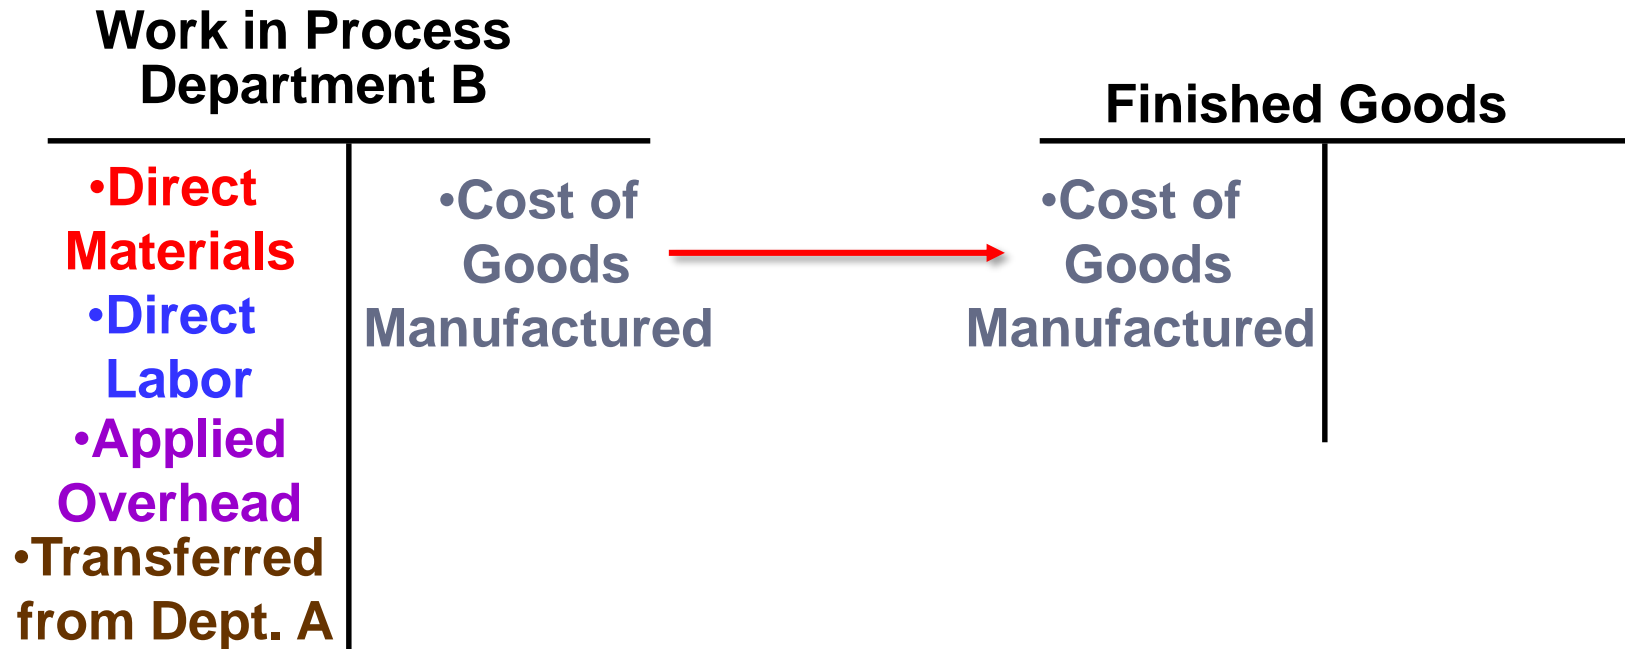 Work in Process
Department B
•Direct
Materials
•Direct
Labor
•Applied
Overhead
•Transferred
from Dept. A
•Cost of
Goods
Manufactured
Finished Goods
•Cost of
Goods
Manufactured